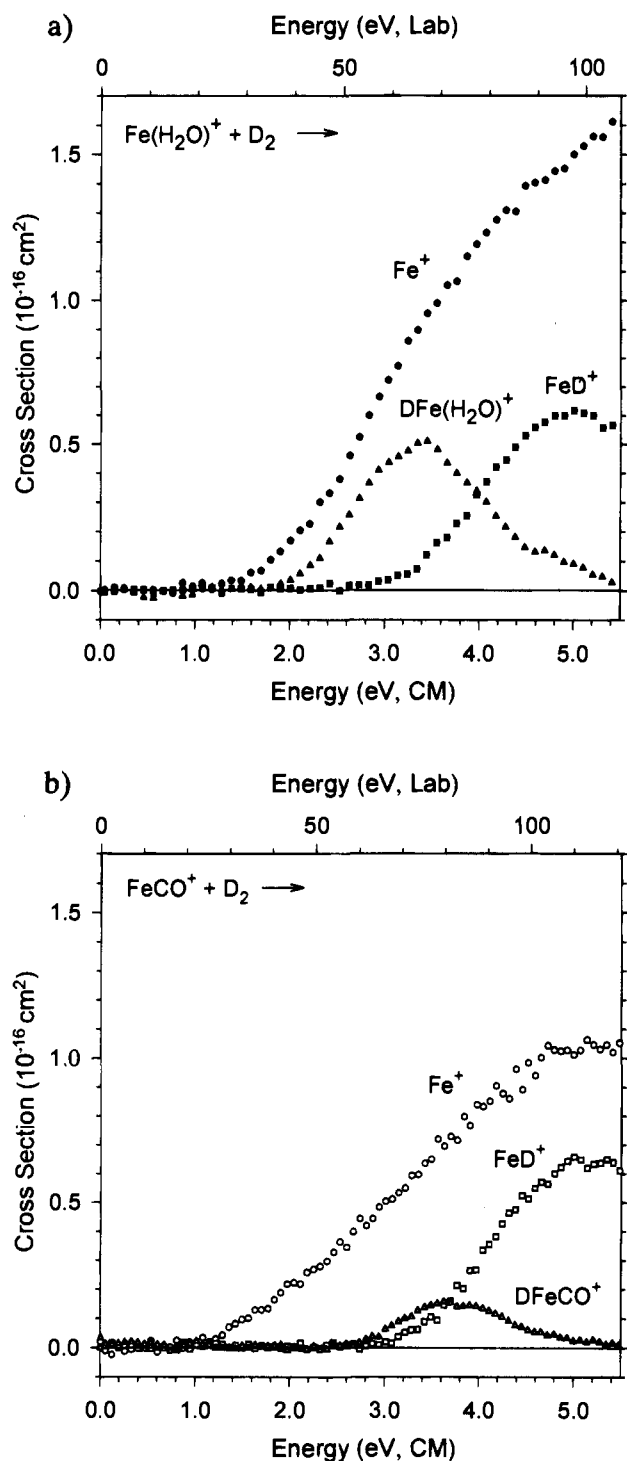 a)
Energy (eV, Lab)
0 50 100
Fe(H₂O)⁺ + D₂ →
1.5
1.0
0.5
0.0
Cross Section (10⁻¹⁶ cm²)
Fe⁺
FeD⁺
DFe(H₂O)⁺
0.0 1.0 2.0 3.0 4.0 5.0
Energy (eV, CM)
b)
Energy (eV, Lab)
0 50 100
FeCO⁺ + D₂ →
1.5
1.0
0.5
0.0
Cross Section (10⁻¹⁶ cm²)
Fe⁺
FeD⁺
DFeCO⁺
0.0 1.0 2.0 3.0 4.0 5.0
Energy (eV, CM)